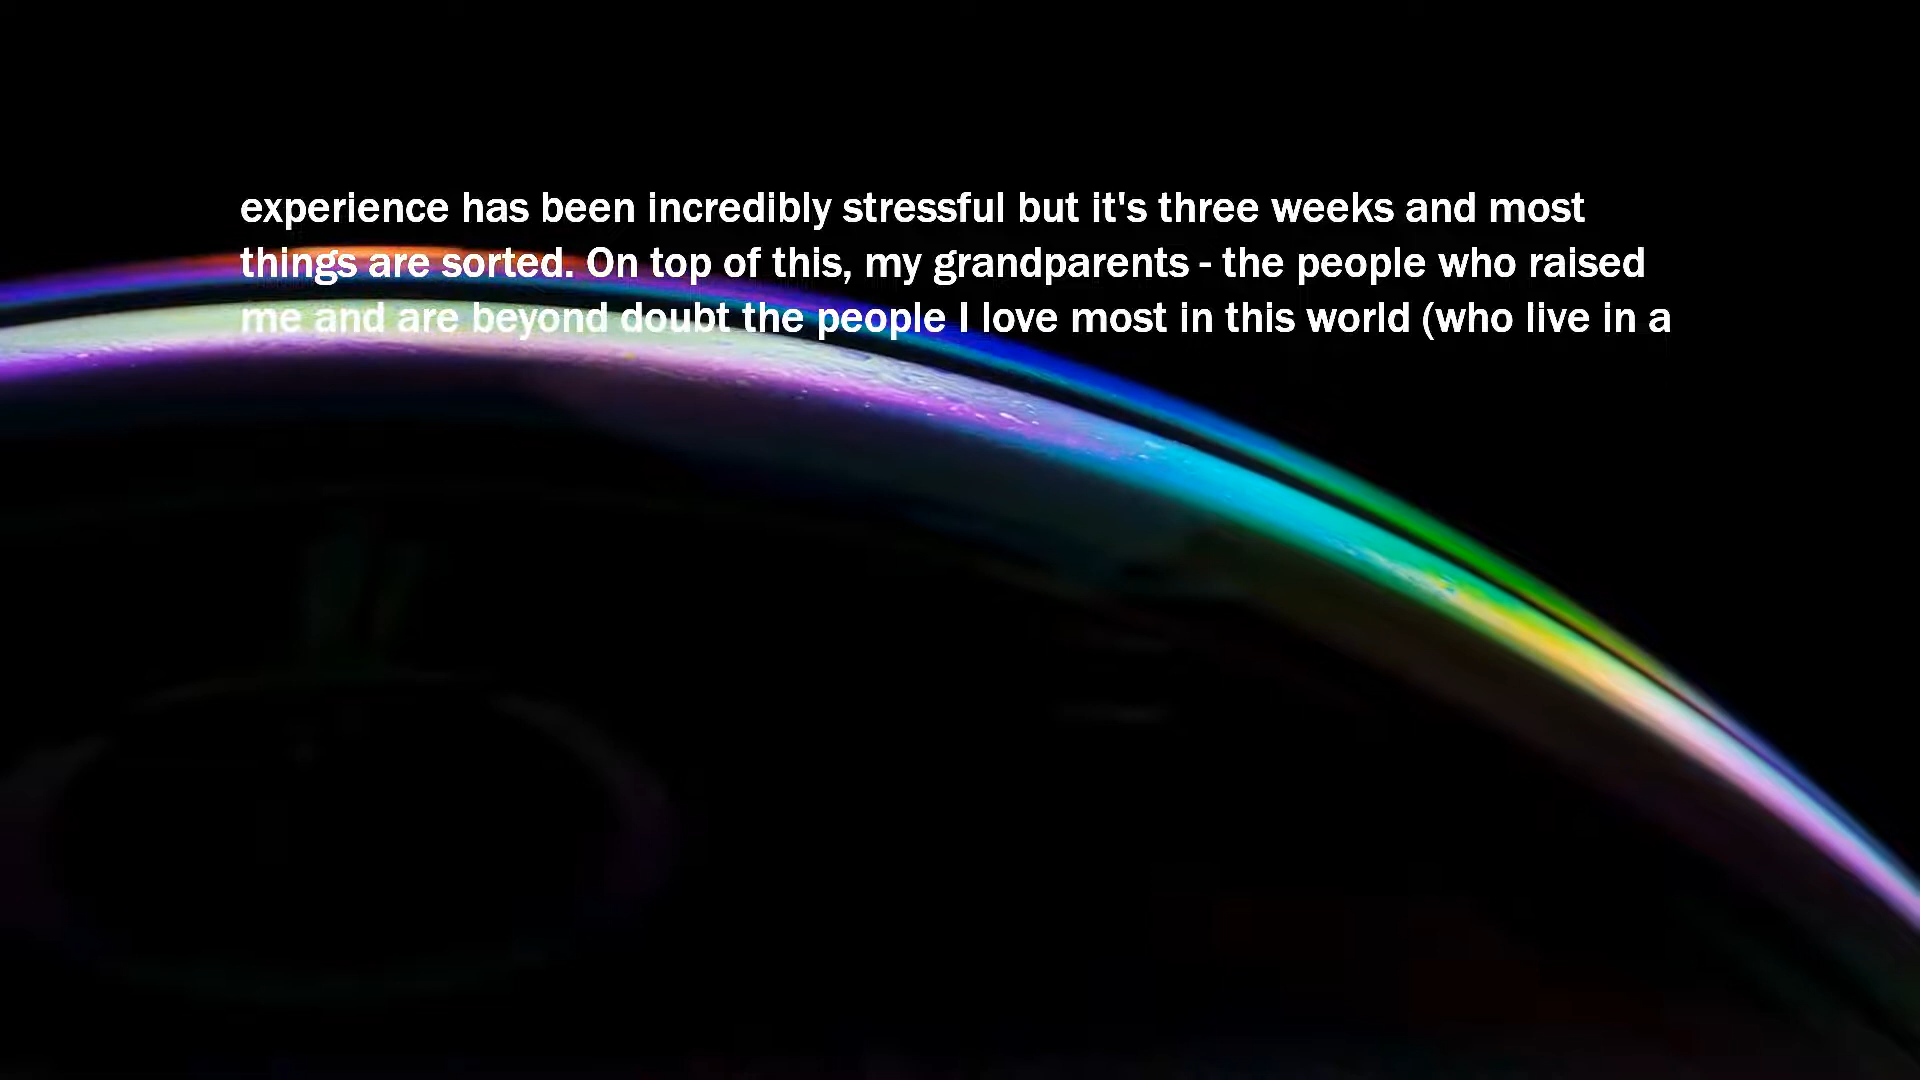 experience has been incredibly stressful but it's three weeks and most
things are sorted. On top of this, my grandparents - the people who raised
me and are beyond doubt the people I love most in this world (who live in a